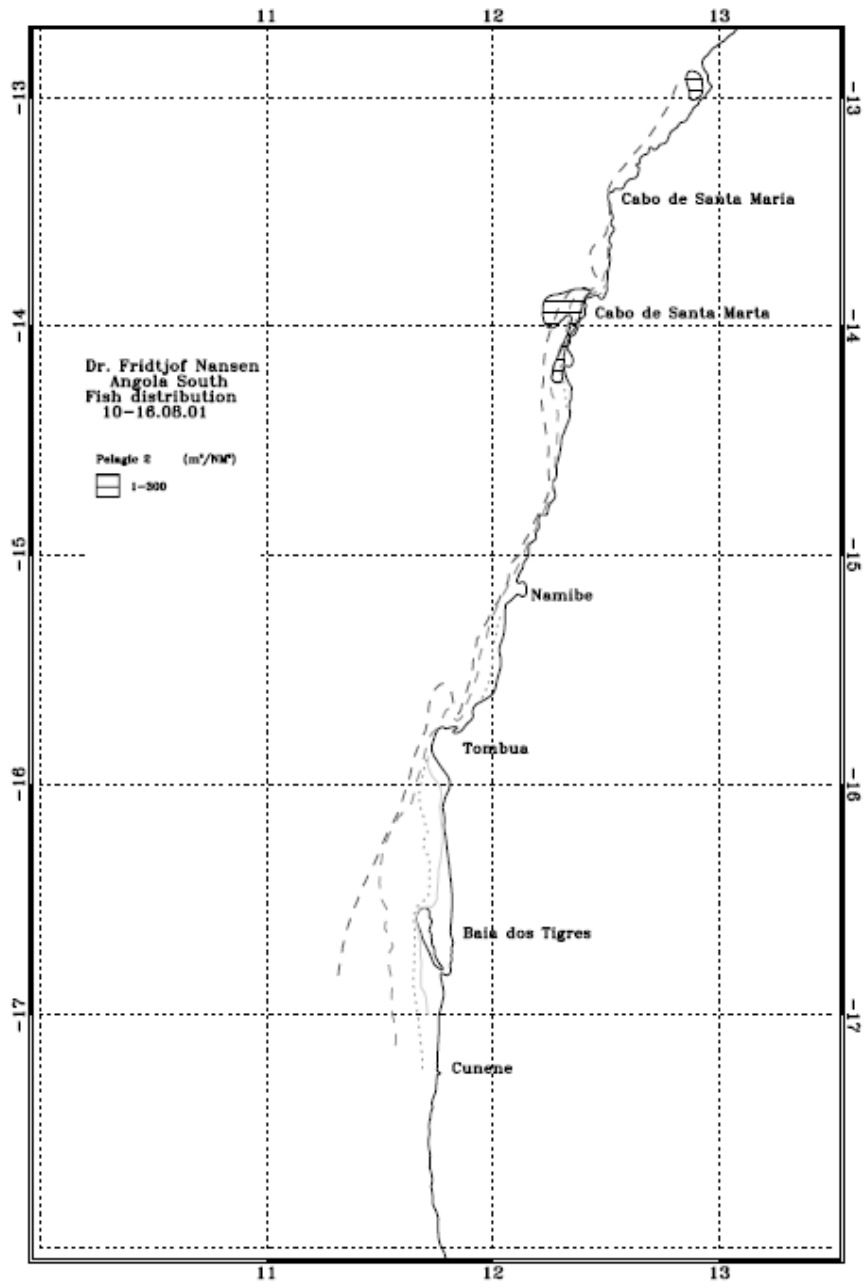 11 12 13
-13 -13
Cabo de Santa Maria
Cabo de Santa Marta
-14 -14
Dr. Fridtjof Nansen
Angola South
Fish distribution
10-16.08.01
Pelagic 2 (m²/NM²)
1-300
-15 -15
Namibe
Tombua
-16 -16
Baia dos Tigres
-17 -17
Cunene
11 12 13